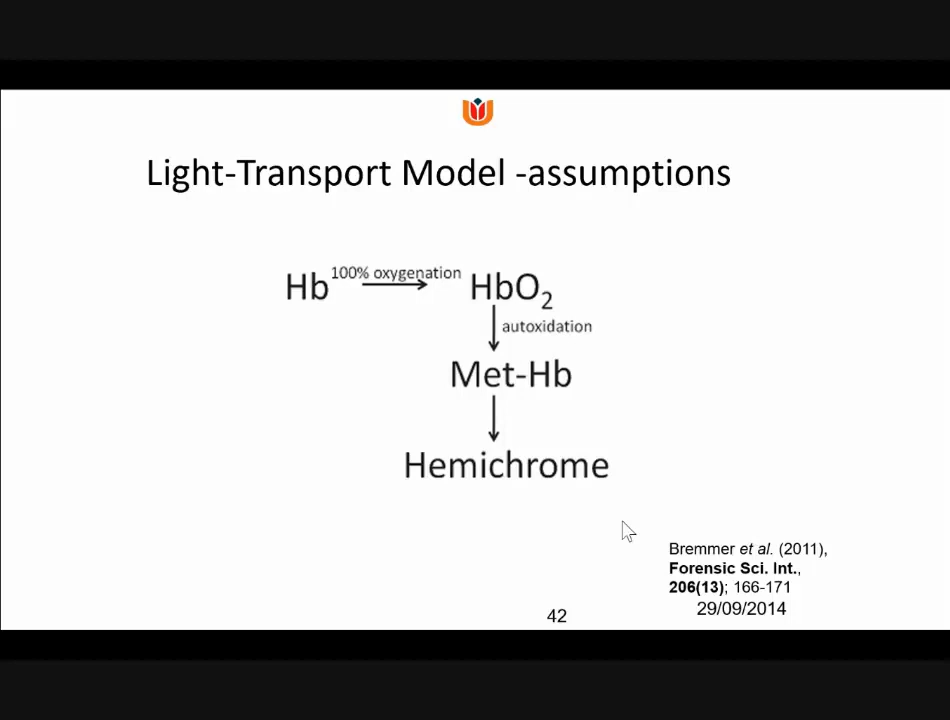 Light-Transport Model -assumptions
Hb 100% oxygenation HbO₂
autoxidation
Met-Hb
Hemichrome
Bremmer et al. (2011),
Forensic Sci. Int.,
206(13); 166-171
29/09/2014
42